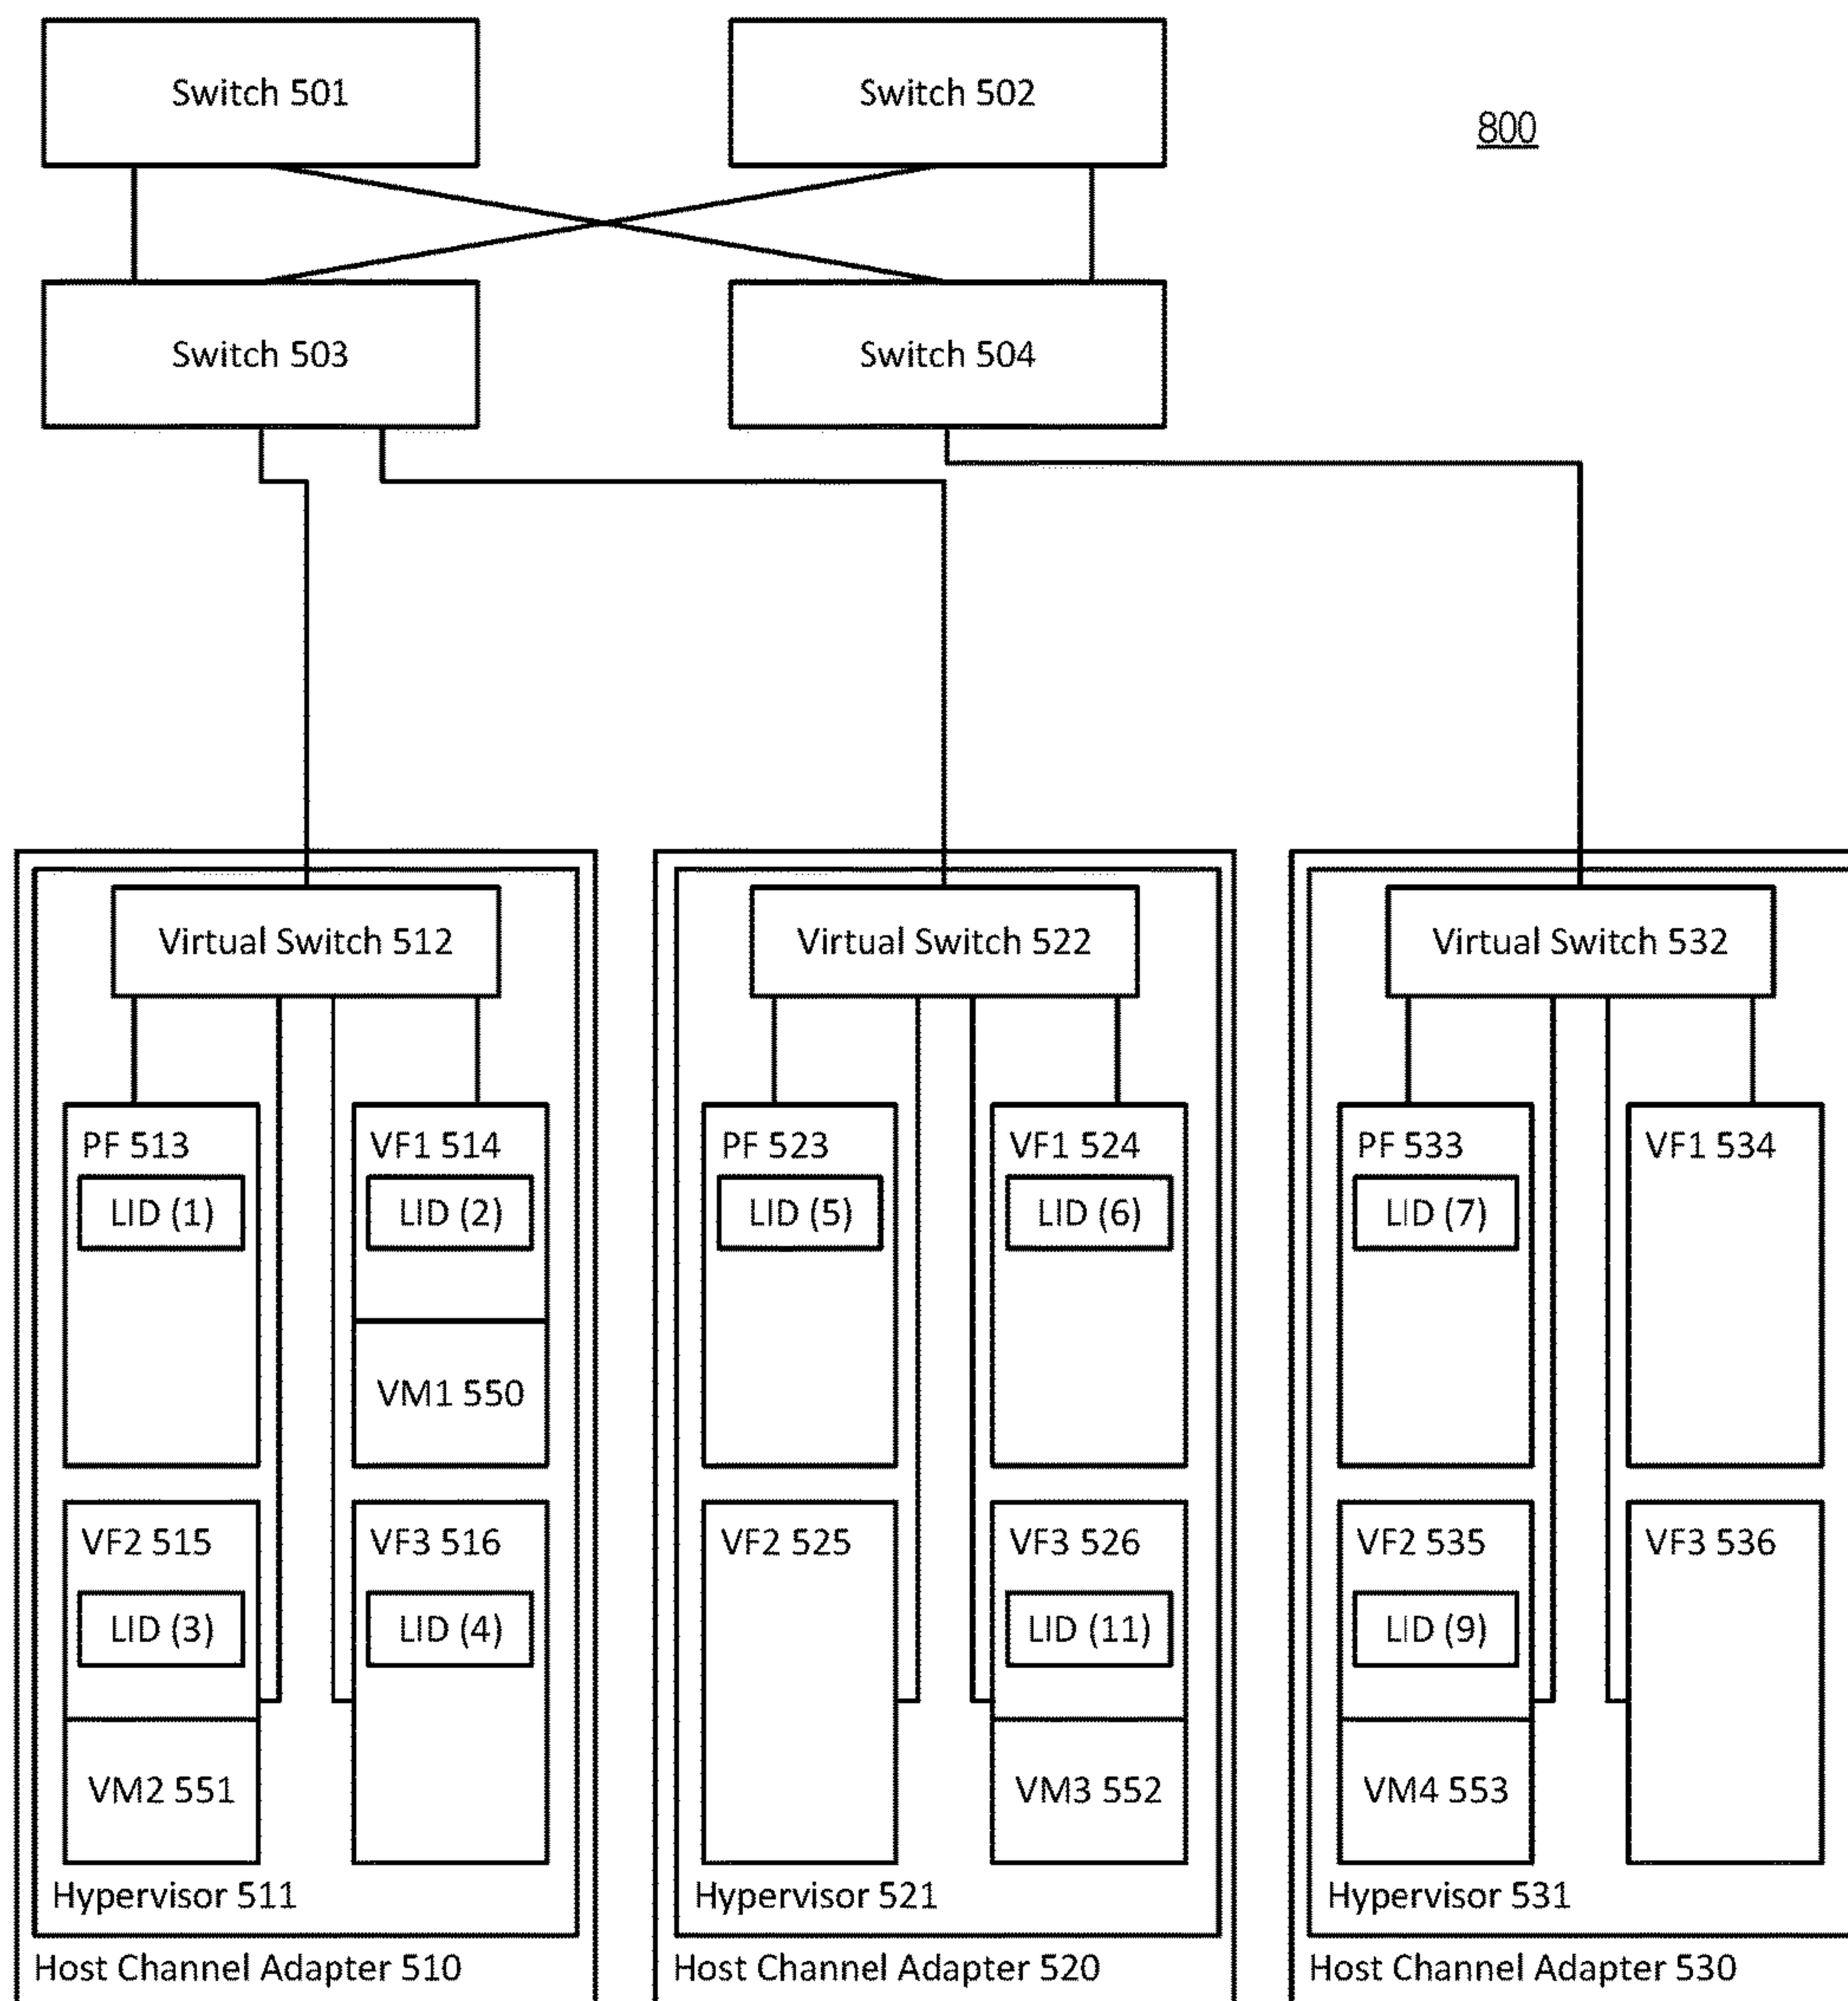 Switch 501
Switch 502
800
Switch 503
Switch 504
Virtual Switch 512
Virtual Switch 522
Virtual Switch 532
PF 513
LID (1)
VF1 514
LID (2)
VM1 550
PF 523
LID (5)
VF1 524
LID (6)
PF 533
LID (7)
VF1 534
VF2 515
LID (3)
VM2 551
VF3 516
LID (4)
VF2 525
VF3 526
LID (11)
VM3 552
VF2 535
LID (9)
VM4 553
VF3 536
Hypervisor 511
Hypervisor 521
Hypervisor 531
Host Channel Adapter 510
Host Channel Adapter 520
Host Channel Adapter 530